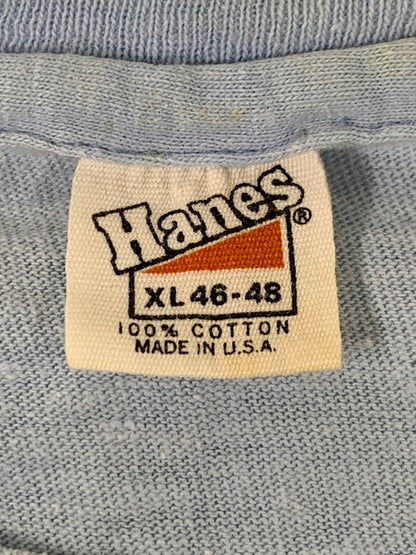 Hanes®
XL 46-48
100% COTTON
MADE IN U.S.A.